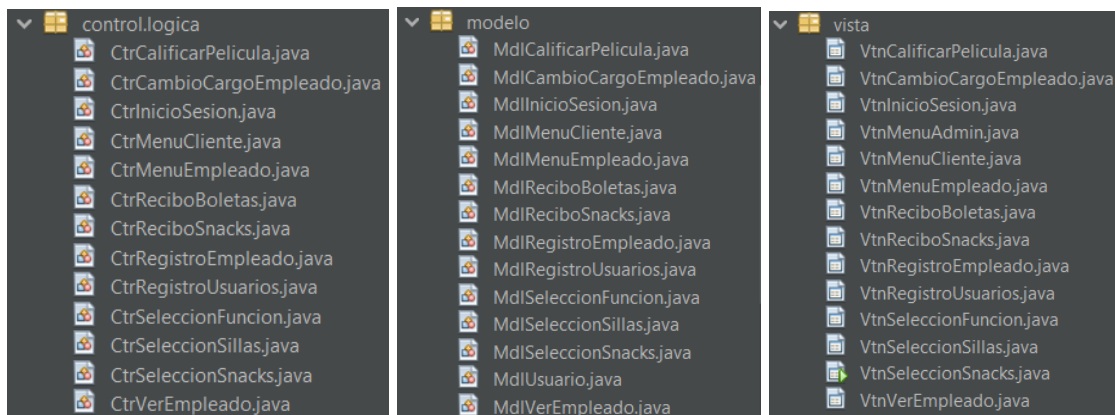 control.logica
CtrCalificarPelicula.java
CtrCambioCargoEmpleado.java
CtrInicioSesion.java
CtrMenuCliente.java
CtrMenuEmpleado.java
CtrReciboBoletas.java
CtrReciboSnacks.java
CtrRegistroEmpleado.java
CtrRegistroUsuarios.java
CtrSeleccionFuncion.java
CtrSeleccionSillas.java
CtrSeleccionSnacks.java
CtrVerEmpleado.java
modelo
MdlCalificarPelicula.java
MdlCambioCargoEmpleado.java
MdlInicioSesion.java
MdlMenuCliente.java
MdlMenuEmpleado.java
MdlReciboBoletas.java
MdlReciboSnacks.java
MdlRegistroEmpleado.java
MdlRegistroUsuarios.java
MdlSeleccionFuncion.java
MdlSeleccionSillas.java
MdlSeleccionSnacks.java
MdlUsuario.java
MdlVerEmpleado.java
vista
VtnCalificarPelicula.java
VtnCambioCargoEmpleado.java
VtnInicioSesion.java
VtnMenuAdmin.java
VtnMenuCliente.java
VtnMenuEmpleado.java
VtnReciboBoletas.java
VtnReciboSnacks.java
VtnRegistroEmpleado.java
VtnRegistroUsuarios.java
VtnSeleccionFuncion.java
VtnSeleccionSillas.java
VtnSeleccionSnacks.java
VtnVerEmpleado.java